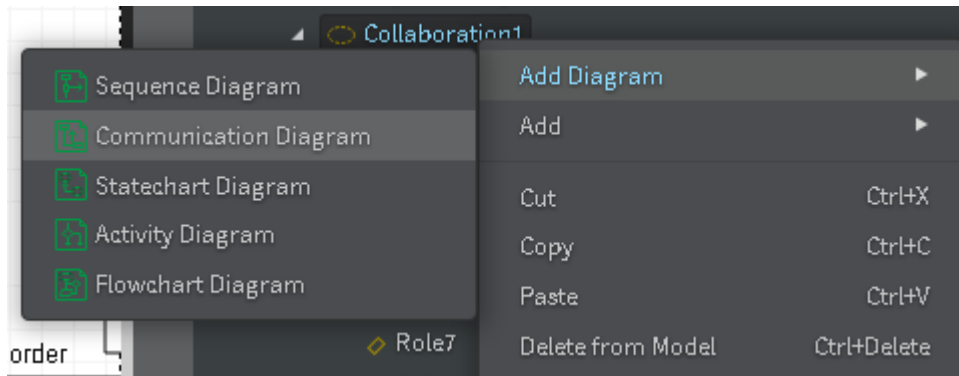 Collaboration1
Sequence Diagram
Communication Diagram
Statechart Diagram
Activity Diagram
Flowchart Diagram
Add Diagram
Add
Cut Ctrl+X
Copy Ctrl+C
Paste Ctrl+V
Delete from Model Ctrl+Delete
Role7
order